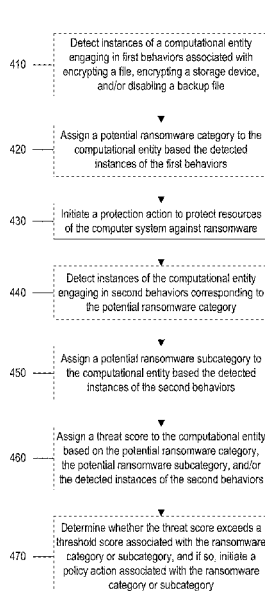 410
Detect instances of a computational entity
engaging in first behaviors associated with
encrypting a file, encrypting a storage device,
and/or disabling a backup file
420
Assign a potential ransomware category to the
computational entity based the detected
instances of the first behaviors
430
Initiate a protection action to protect resources
of the computer system against ransomware
440
Detect instances of the computational entity
engaging in second behaviors corresponding to
the potential ransomware category
450
Assign a potential ransomware subcategory to
the computational entity based the detected
instances of the second behaviors
460
Assign a threat score to the computational entity
based on the potential ransomware category,
the potential ransomware subcategory, and/or
the detected instances of the second behaviors
470
Determine whether the threat score exceeds a
threshold score associated with the ransomware
category or subcategory, and if so, initiate a
policy action associated with the ransomware
category or subcategory